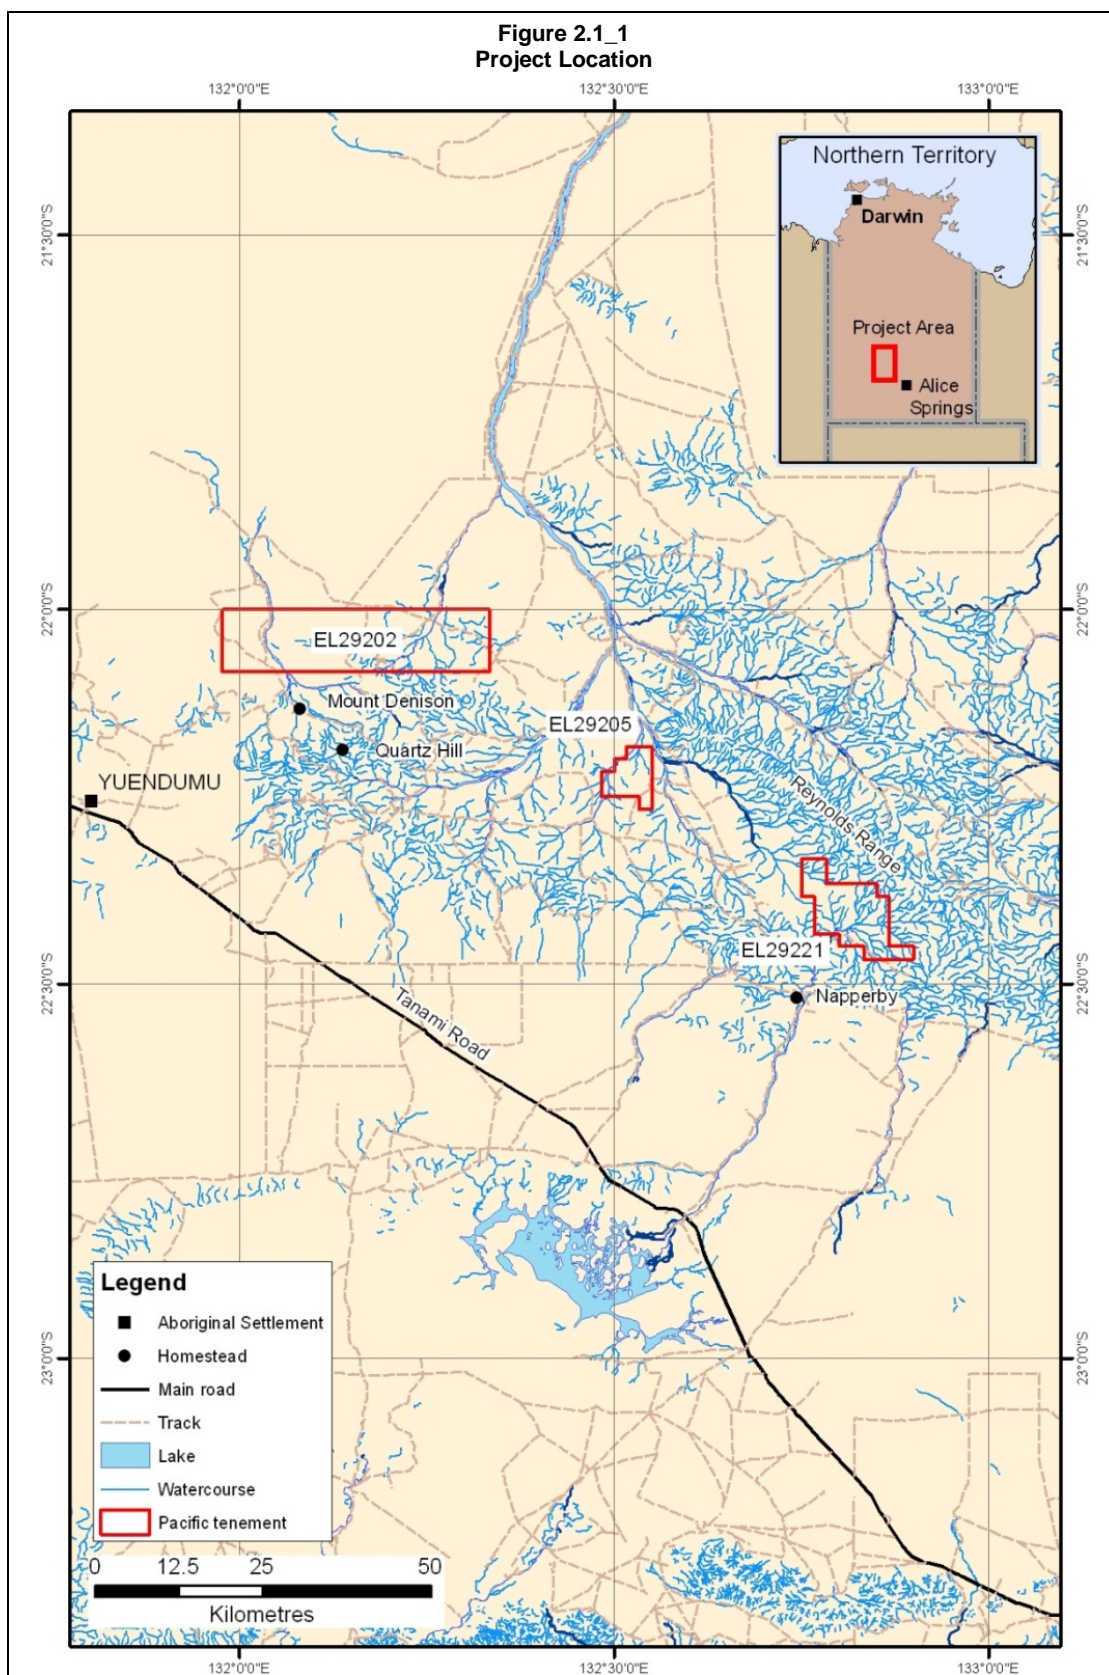 Figure 2.1_1
Project Location
132°0'0"E
132°30'0"E
133°0'0"E
21°30'0"S
21°30'0"S
Northern Territory
Darwin
Project Area
Alice
Springs
22°0'0"S
22°0'0"S
EL29202
Mount Denison
EL29205
Quartz Hill
YUENDUMU
Reynolds Range
EL29221
Napperby
22°30'0"S
22°30'0"S
Tanami Road
23°0'0"S
23°0'0"S
Legend
Aboriginal Settlement
Homestead
Main road
Track
Lake
Watercourse
Pacific tenement
0 12.5 25 50
Kilometres
132°0'0"E
132°30'0"E
133°0'0"E